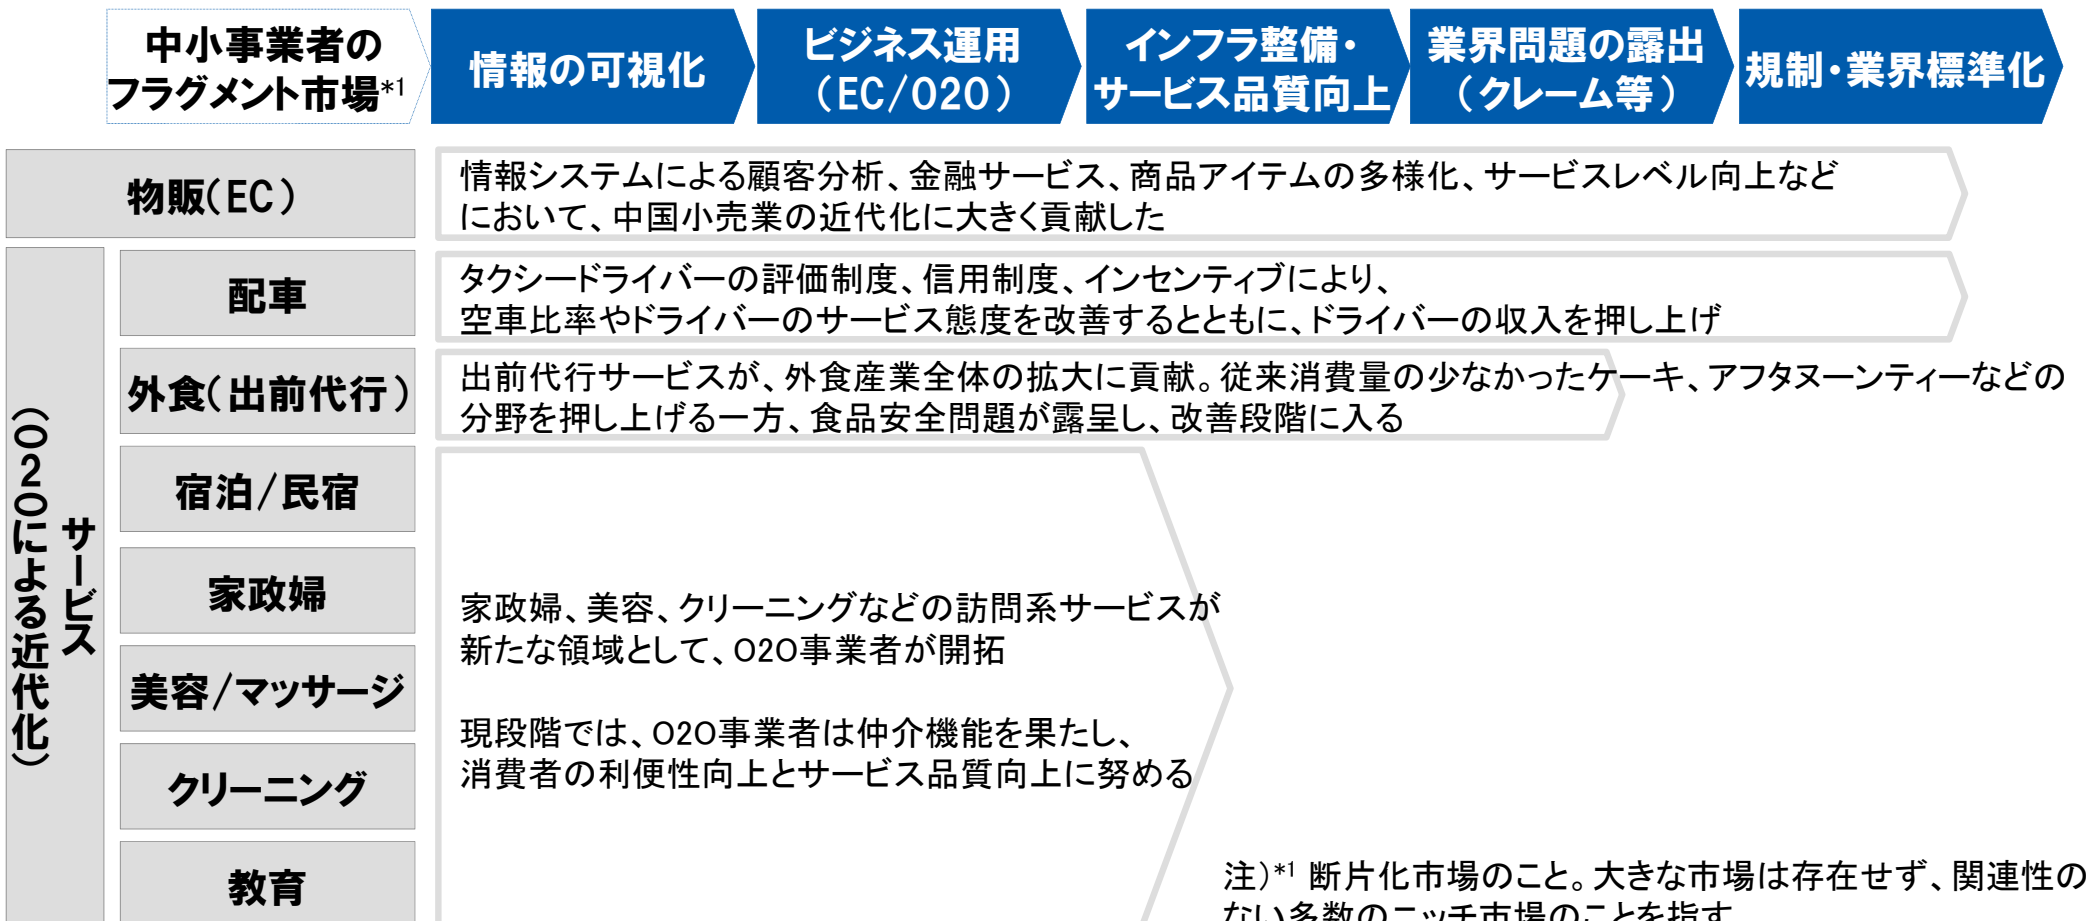 中小事業者の
フラグメント市場*1
情報の可視化
ビジネス運用
（EC/O2O）
インフラ整備・
サービス品質向上
業界問題の露出
（クレーム等）
規制・業界標準化
物販（EC）
情報システムによる顧客分析、金融サービス、商品アイテムの多様化、サービスレベル向上など
において、中国小売業の近代化に大きく貢献した
サービス
（O2Oによる近代化）
配車
タクシードライバーの評価制度、信用制度、インセンティブにより、
空車比率やドライバーのサービス態度を改善するとともに、ドライバーの収入を押し上げ
外食（出前代行）
出前代行サービスが、外食産業全体の拡大に貢献。従来消費量の少なかったケーキ、アフタヌーンティーなどの
分野を押し上げる一方、食品安全問題が露呈し、改善段階に入る
宿泊/民宿
家政婦
美容/マッサージ
クリーニング
教育
家政婦、美容、クリーニングなどの訪問系サービスが
新たな領域として、O2O事業者が開拓
現段階では、O2O事業者は仲介機能を果たし、
消費者の利便性向上とサービス品質向上に努める
注）*1 断片化市場のこと。大きな市場は存在せず、関連性の
ない多数のニッチ市場のことを指す